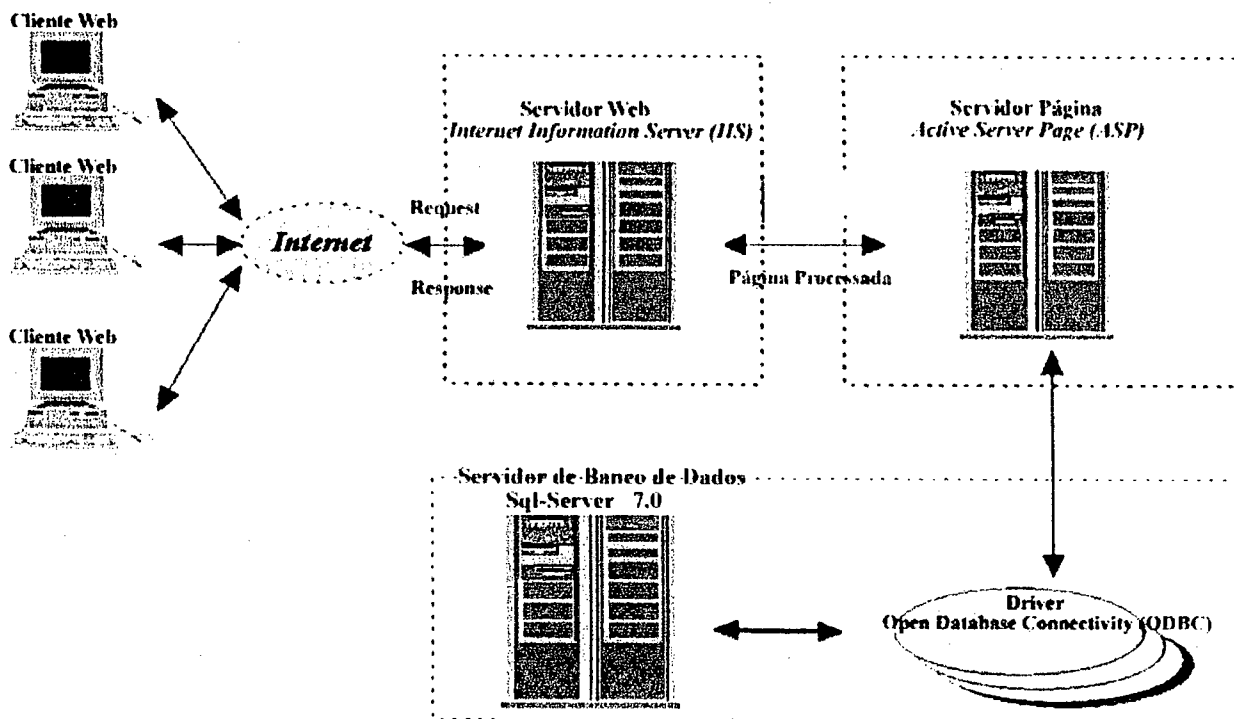 Cliente Web
Cliente Web
Cliente Web
Internet
Request
Response
Servidor Web
Internet Information Server (IIS)
Página Processada
Servidor Página
Active Server Page (ASP)
Servidor de Banco de Dados
Sql-Server 7.0
Driver
Open Database Connectivity (ODBC)